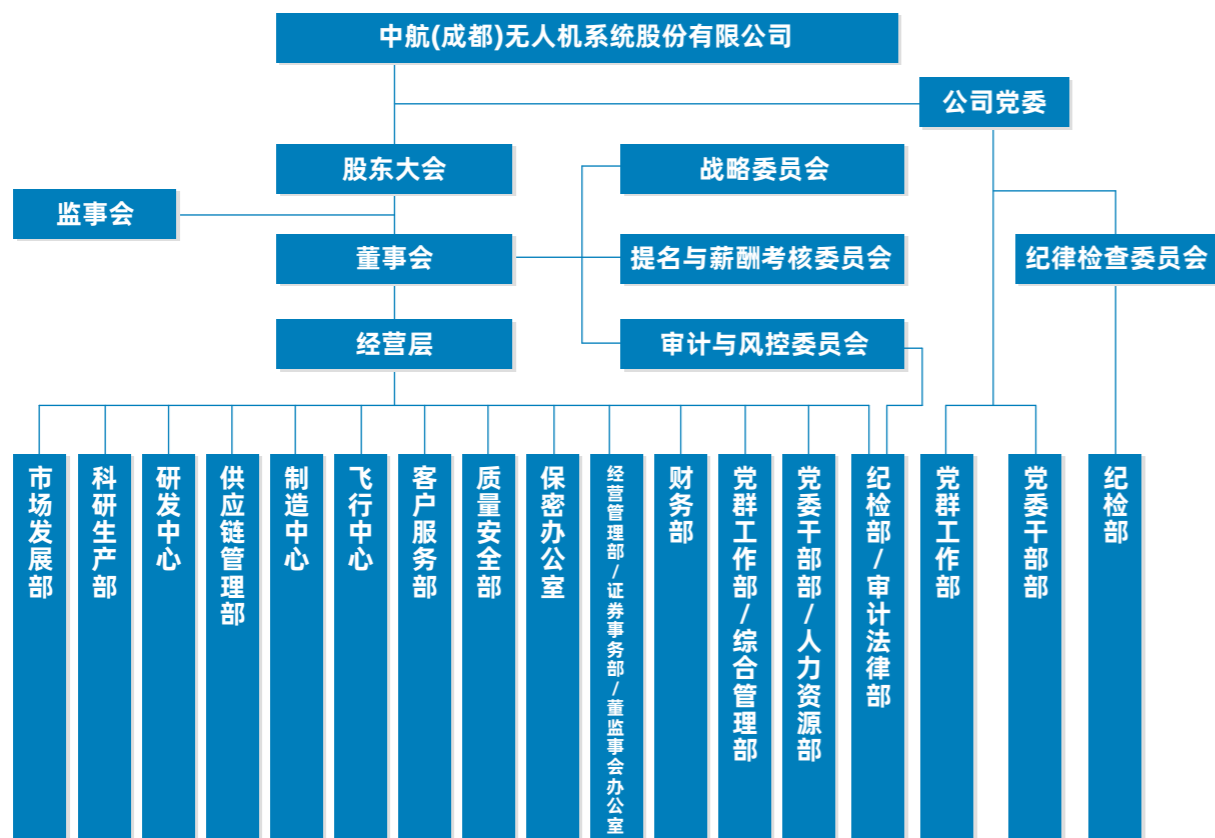 中航(成都)无人机系统股份有限公司
公司党委
股东大会
战略委员会
监事会
董事会
提名与薪酬考核委员会
纪律检查委员会
经营层
审计与风控委员会
市场发展部
科研生产部
研发中心
供应链管理部
制造中心
飞行中心
客户服务部
质量安全部
保密办公室
经营管理部/证券事务部/董监事会办公室
财务部
党群工作部/综合管理部
党委干部部/人力资源部
纪检部/审计法律部
党群工作部
党委干部部
纪检部